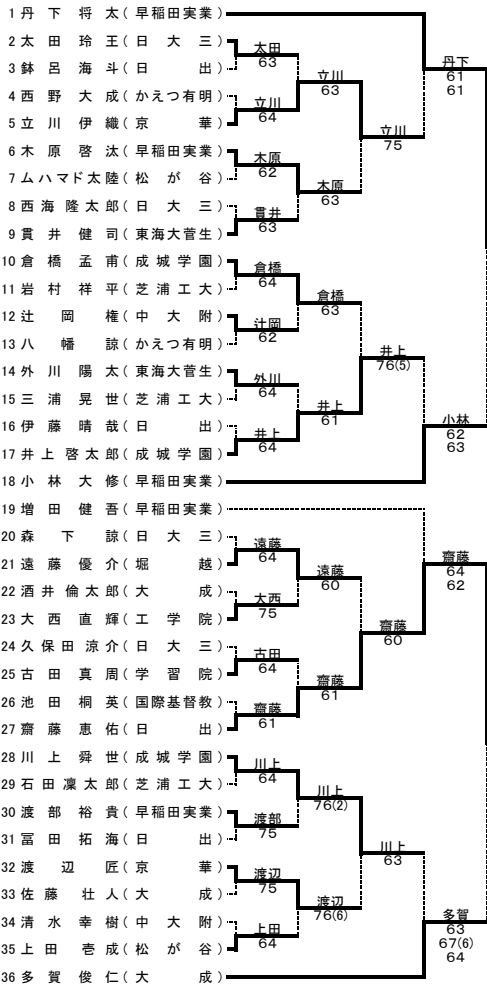 1 丹下将太(早稲田実業)
2 太田玲王(日大三)
3 鉢呂海斗(日出)
4 西野大成(かえつ有明)
5 立川伊織(京華)
6 木原啓汰(早稲田実業)
7 ムハマド太陸(松が谷)
8 西海隆太郎(日大三)
9 貫井健司(東海大菅生)
10 倉橋孟甫(成城学園)
11 岩村祥平(芝浦工大)
12 辻岡権(中大附)
13 八幡諒(かえつ有明)
14 外川陽太(東海大菅生)
15 三浦晃世(芝浦工大)
16 伊藤晴哉(日出)
17 井上啓太郎(成城学園)
18 小林大修(早稲田実業)
19 増田健吾(早稲田実業)
20 森下諒(日大三)
21 遠藤優介(堀越)
22 酒井倫太郎(大成)
23 大西直輝(工学院)
24 久保田涼介(日大三)
25 古田真周(学習院)
26 池田桐英(国際基督教)
27 齋藤惠佑(日出)
28 川上舜世(成城学園)
29 石田凜太郎(芝浦工大)
30 渡部裕貴(早稲田実業)
31 冨田拓海(日出)
32 渡辺匠(京華)
33 佐藤壮人(大成)
34 清水幸樹(中大附)
35 上田壱成(松が谷)
36 多賀俊仁(大成)
太田
63
立川
64
木原
62
貫井
63
倉橋
64
辻岡
62
外川
64
井上
64
遠藤
64
大西
75
古田
64
齋藤
61
川上
64
渡部
75
渡辺
75
上田
64
立川
63
木原
63
倉橋
63
井上
61
遠藤
60
齋藤
61
川上
76(2)
渡辺
76(6)
立川
75
井上
76(5)
齋藤
60
川上
63
丹下
61
61
小林
62
63
齋藤
64
62
多賀
63
67(6)
64